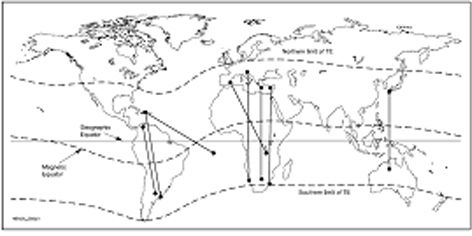 Northern limit of TE
Geographic
Equator
Magnetic
Equator
Southern limit of TE